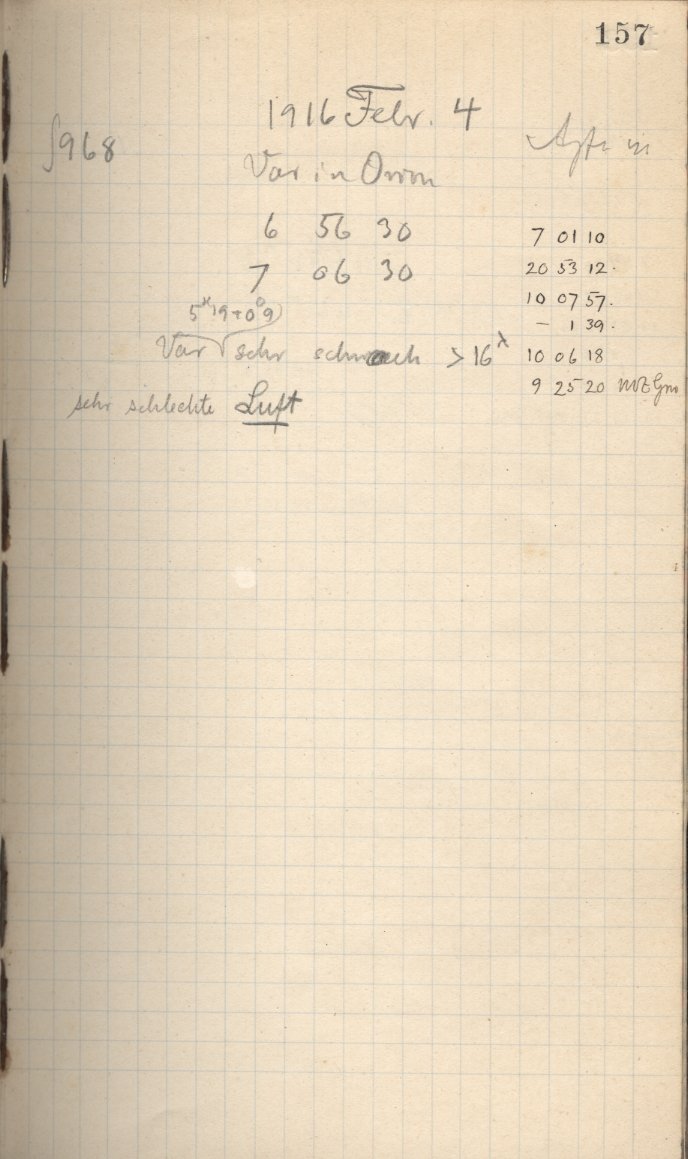 157
1916 Febr. 4
968
Var in Orion
6 56 30
7 06 30
5ʰ19+0°9
Var sehr schwach > 16
sehr schlechte Luft
7 01 10
20 53 12.
10 07 57.
– 1 39.
10 06 18
9 25 20 MZ Grw